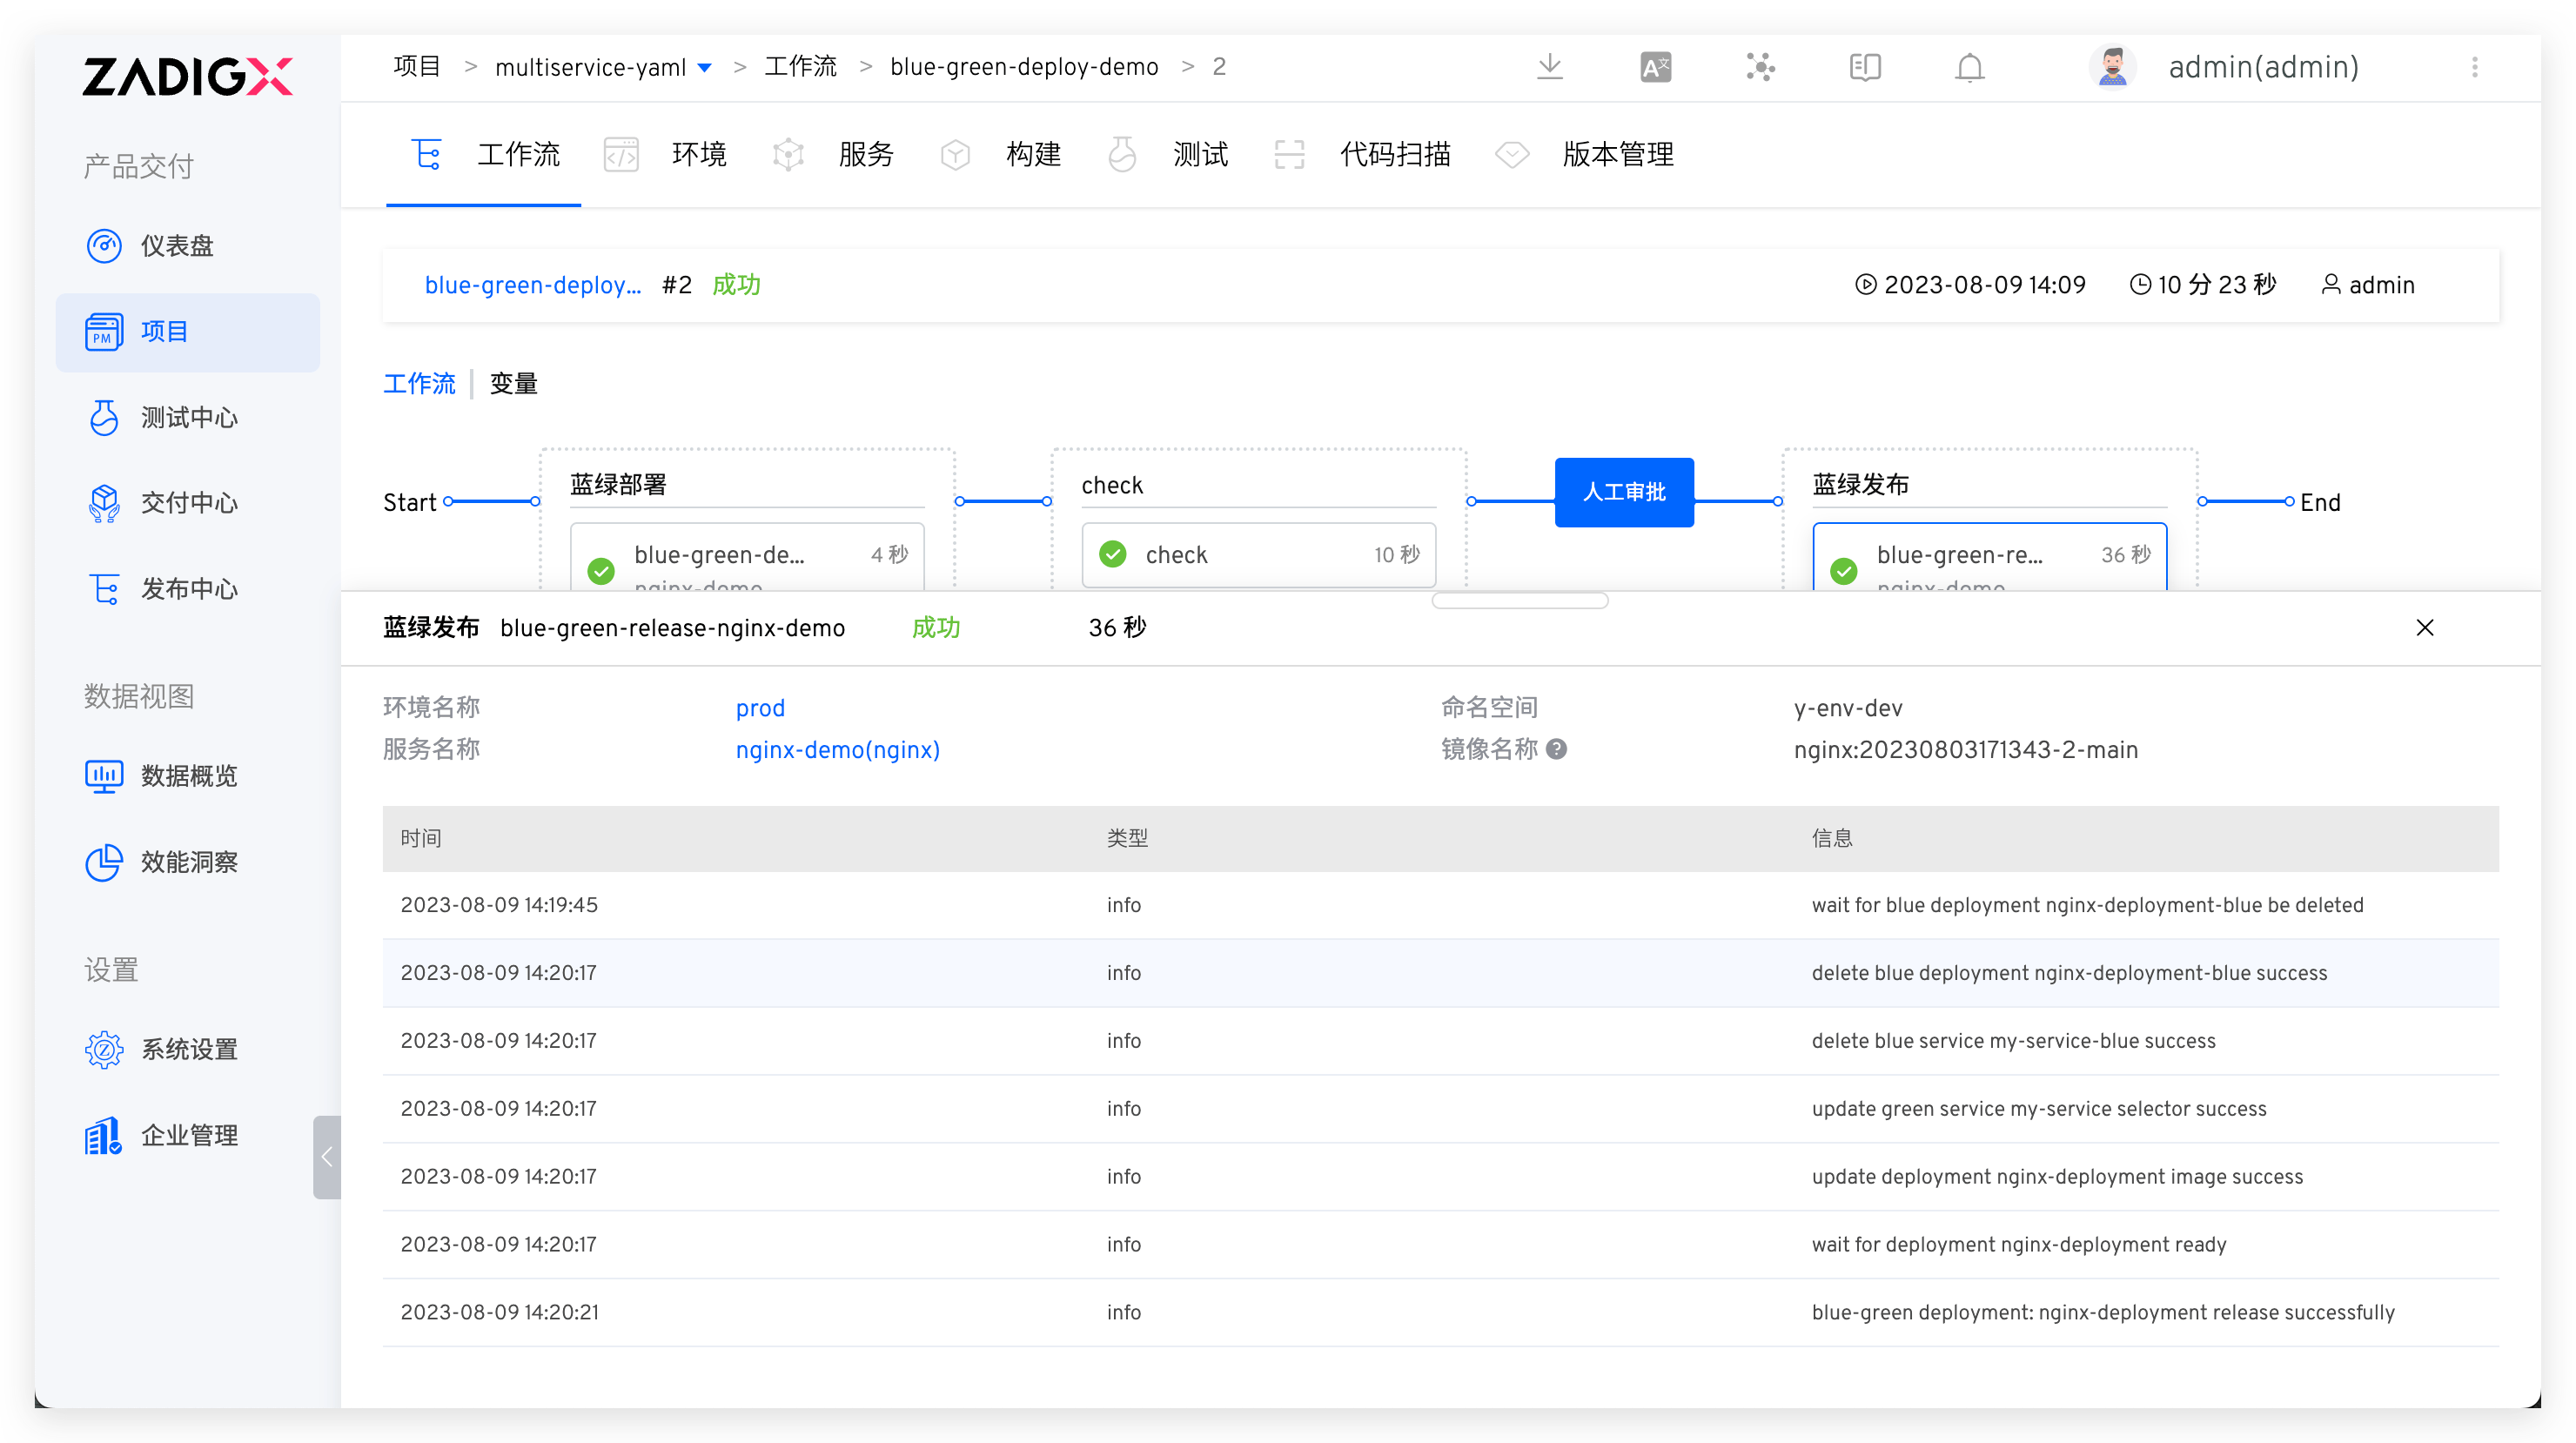 ZADIGX
产品交付
仪表盘
PM 项目
测试中心
交付中心
发布中心
数据视图
数据概览
效能洞察
设置
系统设置
企业管理
项目 > multiservice-yaml > 工作流 > blue-green-deploy-demo > 2
admin(admin)
工作流 环境 服务 构建 测试 代码扫描 版本管理
blue-green-deploy... #2 成功 2023-08-09 14:09 10 分 23 秒 admin
工作流 变量
Start 蓝绿部署 check 人工审批 蓝绿发布 End
blue-green-de... 4 秒 check 10 秒 blue-green-re... 36 秒
nginx-demo nginx-demo
蓝绿发布 blue-green-release-nginx-demo 成功 36 秒
环境名称 prod 命名空间 y-env-dev
服务名称 nginx-demo(nginx) 镜像名称 ? nginx:20230803171343-2-main
时间 类型 信息
2023-08-09 14:19:45 info wait for blue deployment nginx-deployment-blue be deleted
2023-08-09 14:20:17 info delete blue deployment nginx-deployment-blue success
2023-08-09 14:20:17 info delete blue service my-service-blue success
2023-08-09 14:20:17 info update green service my-service selector success
2023-08-09 14:20:17 info update deployment nginx-deployment image success
2023-08-09 14:20:17 info wait for deployment nginx-deployment ready
2023-08-09 14:20:21 info blue-green deployment: nginx-deployment release successfully